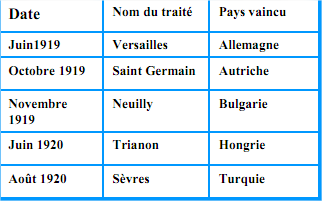 Date Nom du traité Pays vaincu
Juin1919 Versailles Allemagne
Octobre 1919 Saint Germain Autriche
Novembre 1919 Neuilly Bulgarie
Juin 1920 Trianon Hongrie
Août 1920 Sèvres Turquie